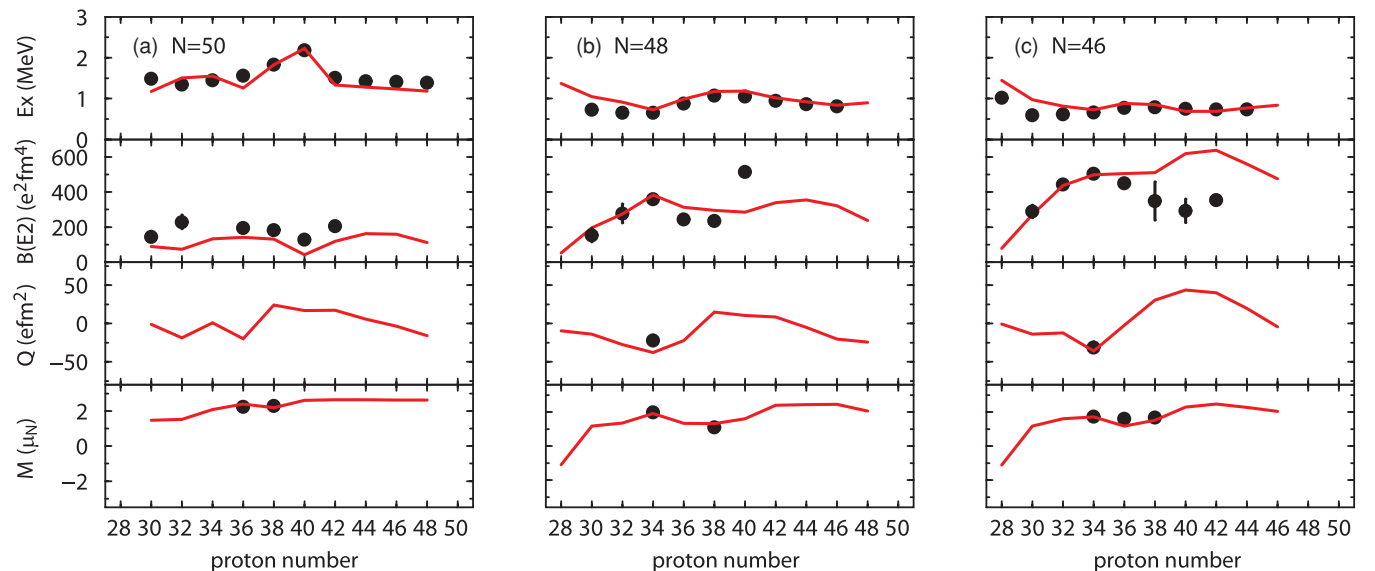 (a) N=50
(b) N=48
(c) N=46
Ex (MeV)
3
2
1
0
B(E2) (e²fm⁴)
600
400
200
0
Q (efm²)
50
0
−50
M (μN)
2
0
−2
28 30 32 34 36 38 40 42 44 46 48 50
28 30 32 34 36 38 40 42 44 46 48 50
28 30 32 34 36 38 40 42 44 46 48 50
proton number
proton number
proton number